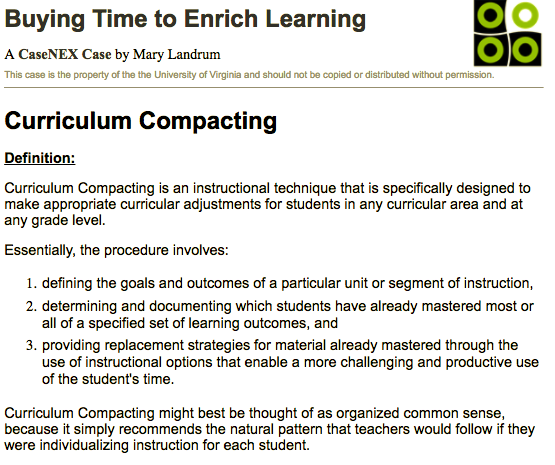 Buying Time to Enrich Learning
A CaseNEX Case by Mary Landrum
This case is the property of the the University of Virginia and should not be copied or distributed without permission.
Curriculum Compacting
Definition:
Curriculum Compacting is an instructional technique that is specifically designed to
make appropriate curricular adjustments for students in any curricular area and at
any grade level.
Essentially, the procedure involves:
1. defining the goals and outcomes of a particular unit or segment of instruction,
2. determining and documenting which students have already mastered most or
all of a specified set of learning outcomes, and
3. providing replacement strategies for material already mastered through the
use of instructional options that enable a more challenging and productive use
of the student's time.
Curriculum Compacting might best be thought of as organized common sense,
because it simply recommends the natural pattern that teachers would follow if they
were individualizing instruction for each student.